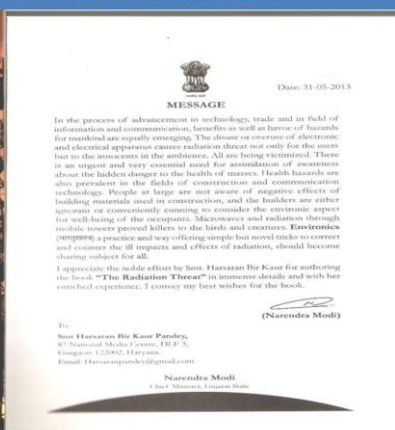 Date: 31-05-2013
MESSAGE
In the process of advancement in technology, trade and in field of
information and communication, benefits as well as havoc of hazards
for mankind are equally emerging. The disuse or overuse of electronic
and electrical apparatus causes radiation threat not only for the users
but to the innocents in the ambience. All are being victimized. There
is an urgent and very essential need for assimilation of awareness
about the hidden danger to the health of masses. Health hazards are
also prevalent in the fields of construction and communication
technology. People at large are not aware of negative effects of
building materials used in construction, and the builders are either
ignorant or conveniently cunning to consider the environic aspect
for well-being of the occupants. Microwaves and radiation through
mobile towers proved killers to the birds and creatures. Environics
a practice and way offering simple but novel tricks to correct
and counter the ill impacts and effects of radiation, should become
sharing subject for all.
I appreciate the noble effort by Smt. Harsaran Bir Kaur for authoring
the book "The Radiation Threat" in immense details and with her
enriched experience. I convey my best wishes for the book.
(Narendra Modi)
To,
Smt Harsaran Bir Kaur Pandey,
87 National Media Centre, DLF 3,
Gurgaon 122002, Haryana.
Email: Harsaranpandey@gmail.com
Narendra Modi
Chief Minister, Gujarat State